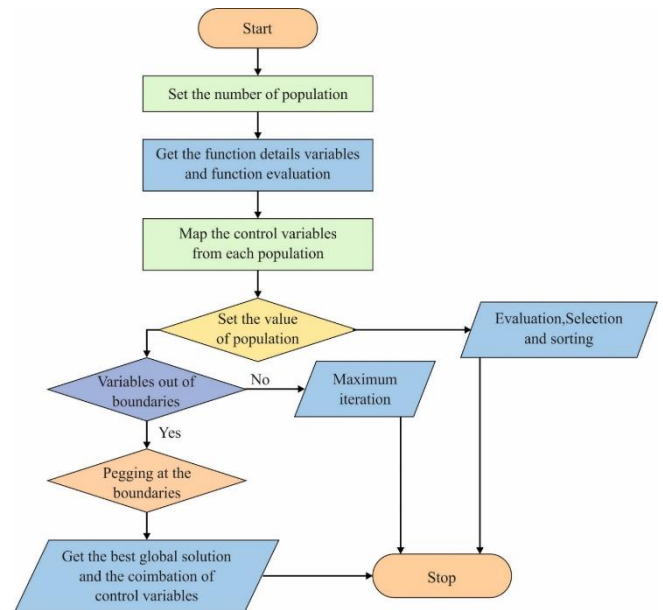 Start
Set the number of population
Get the function details variables
and function evaluation
Map the control variables
from each population
Set the value
of population
Evaluation,Selection
and sorting
Variables out of
boundaries
No
Maximum
iteration
Yes
Pegging at the
boundaries
Get the best global solution
and the coimbation of
control variables
Stop